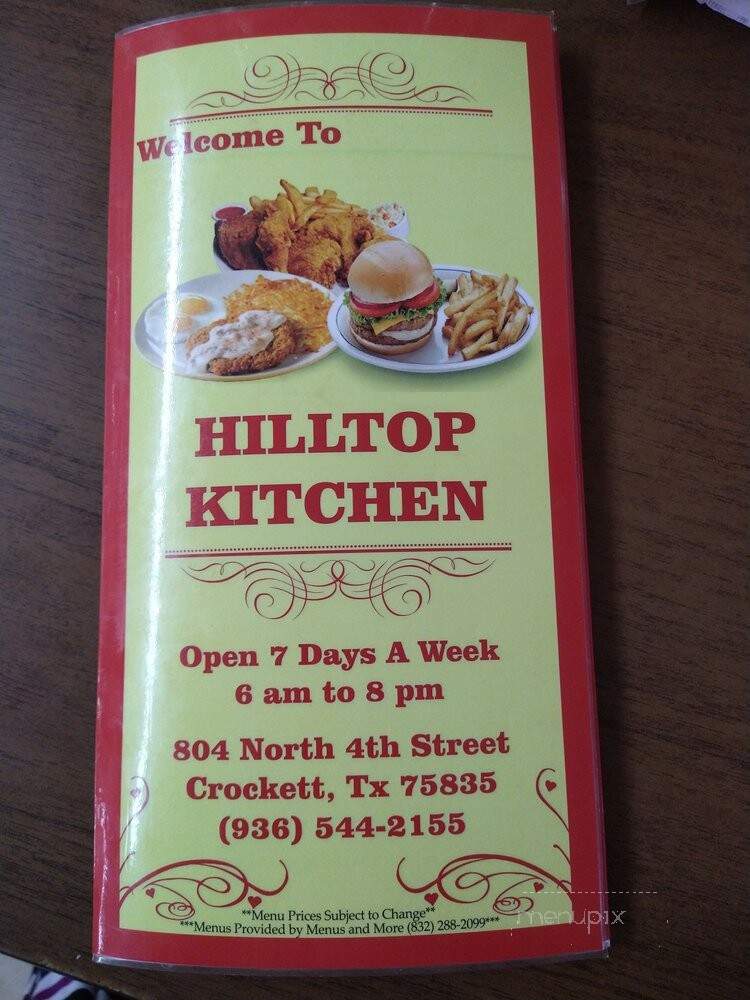 Welcome To
HILLTOP
KITCHEN
Open 7 Days A Week
6 am to 8 pm
804 North 4th Street
Crockett, Tx 75835
(936) 544-2155
**Menu Prices Subject to Change**
***Menus Provided by Menus and More (832) 288-2099***
menupix